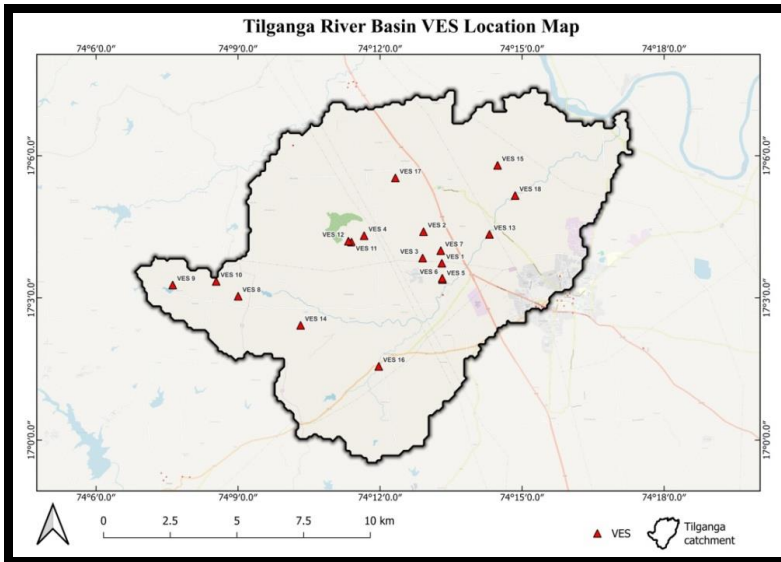 Tilganga River Basin VES Location Map
74°6'0.0" 74°9'0.0" 74°12'0.0" 74°15'0.0" 74°18'0.0"
17°6'0.0" 17°6'0.0"
VES 15
VES 17
VES 18
VES 2
VES 4
VES 13
VES 12
VES 11
VES 7
VES 3
VES 1
VES 6 VES 5
VES 9
VES 10
VES 8
17°3'0.0" 17°3'0.0"
VES 14
VES 16
17°0'0.0" 17°0'0.0"
74°6'0.0" 74°9'0.0" 74°12'0.0" 74°15'0.0" 74°18'0.0"
0 2.5 5 7.5 10 km
VES
Tilganga
catchment